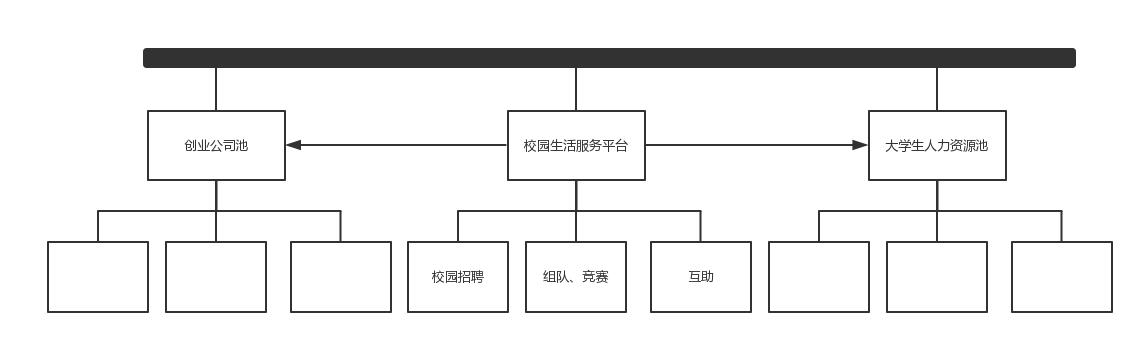 创业公司池
校园生活服务平台
大学生人力资源池
校园招聘
组队、竞赛
互助